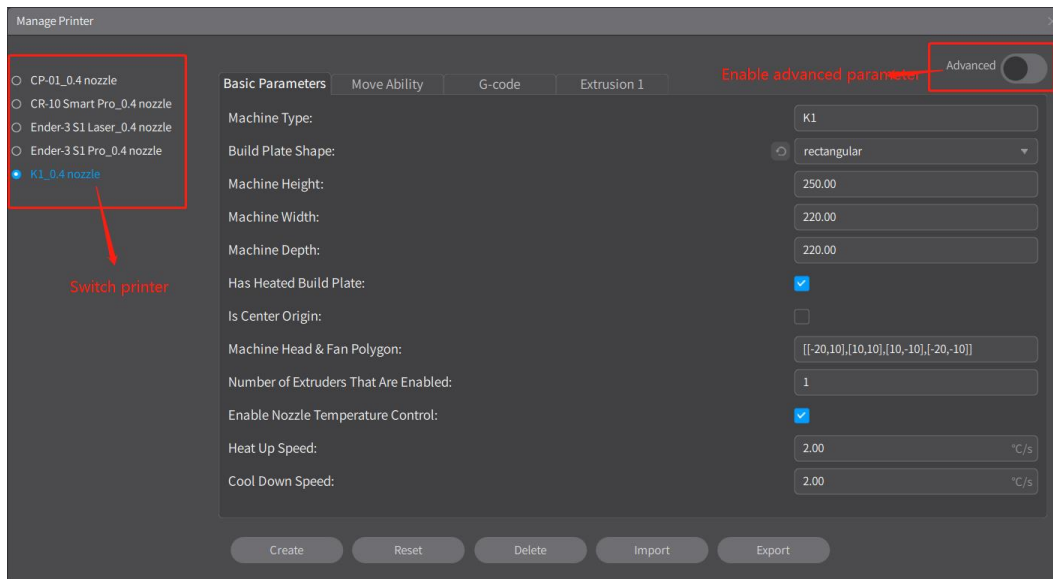 Manage Printer
CP-01_0.4 nozzle
CR-10 Smart Pro_0.4 nozzle
Ender-3 S1 Laser_0.4 nozzle
Ender-3 S1 Pro_0.4 nozzle
K1_0.4 nozzle
Switch printer
Enable advanced parameter
Advanced
Basic Parameters Move Ability G-code Extrusion 1
Machine Type: K1
Build Plate Shape: rectangular
Machine Height: 250.00
Machine Width: 220.00
Machine Depth: 220.00
Has Heated Build Plate:
Is Center Origin:
Machine Head & Fan Polygon: [[-20,10],[10,10],[10,-10],[-20,-10]]
Number of Extruders That Are Enabled: 1
Enable Nozzle Temperature Control:
Heat Up Speed: 2.00 °C/s
Cool Down Speed: 2.00 °C/s
Create Reset Delete Import Export